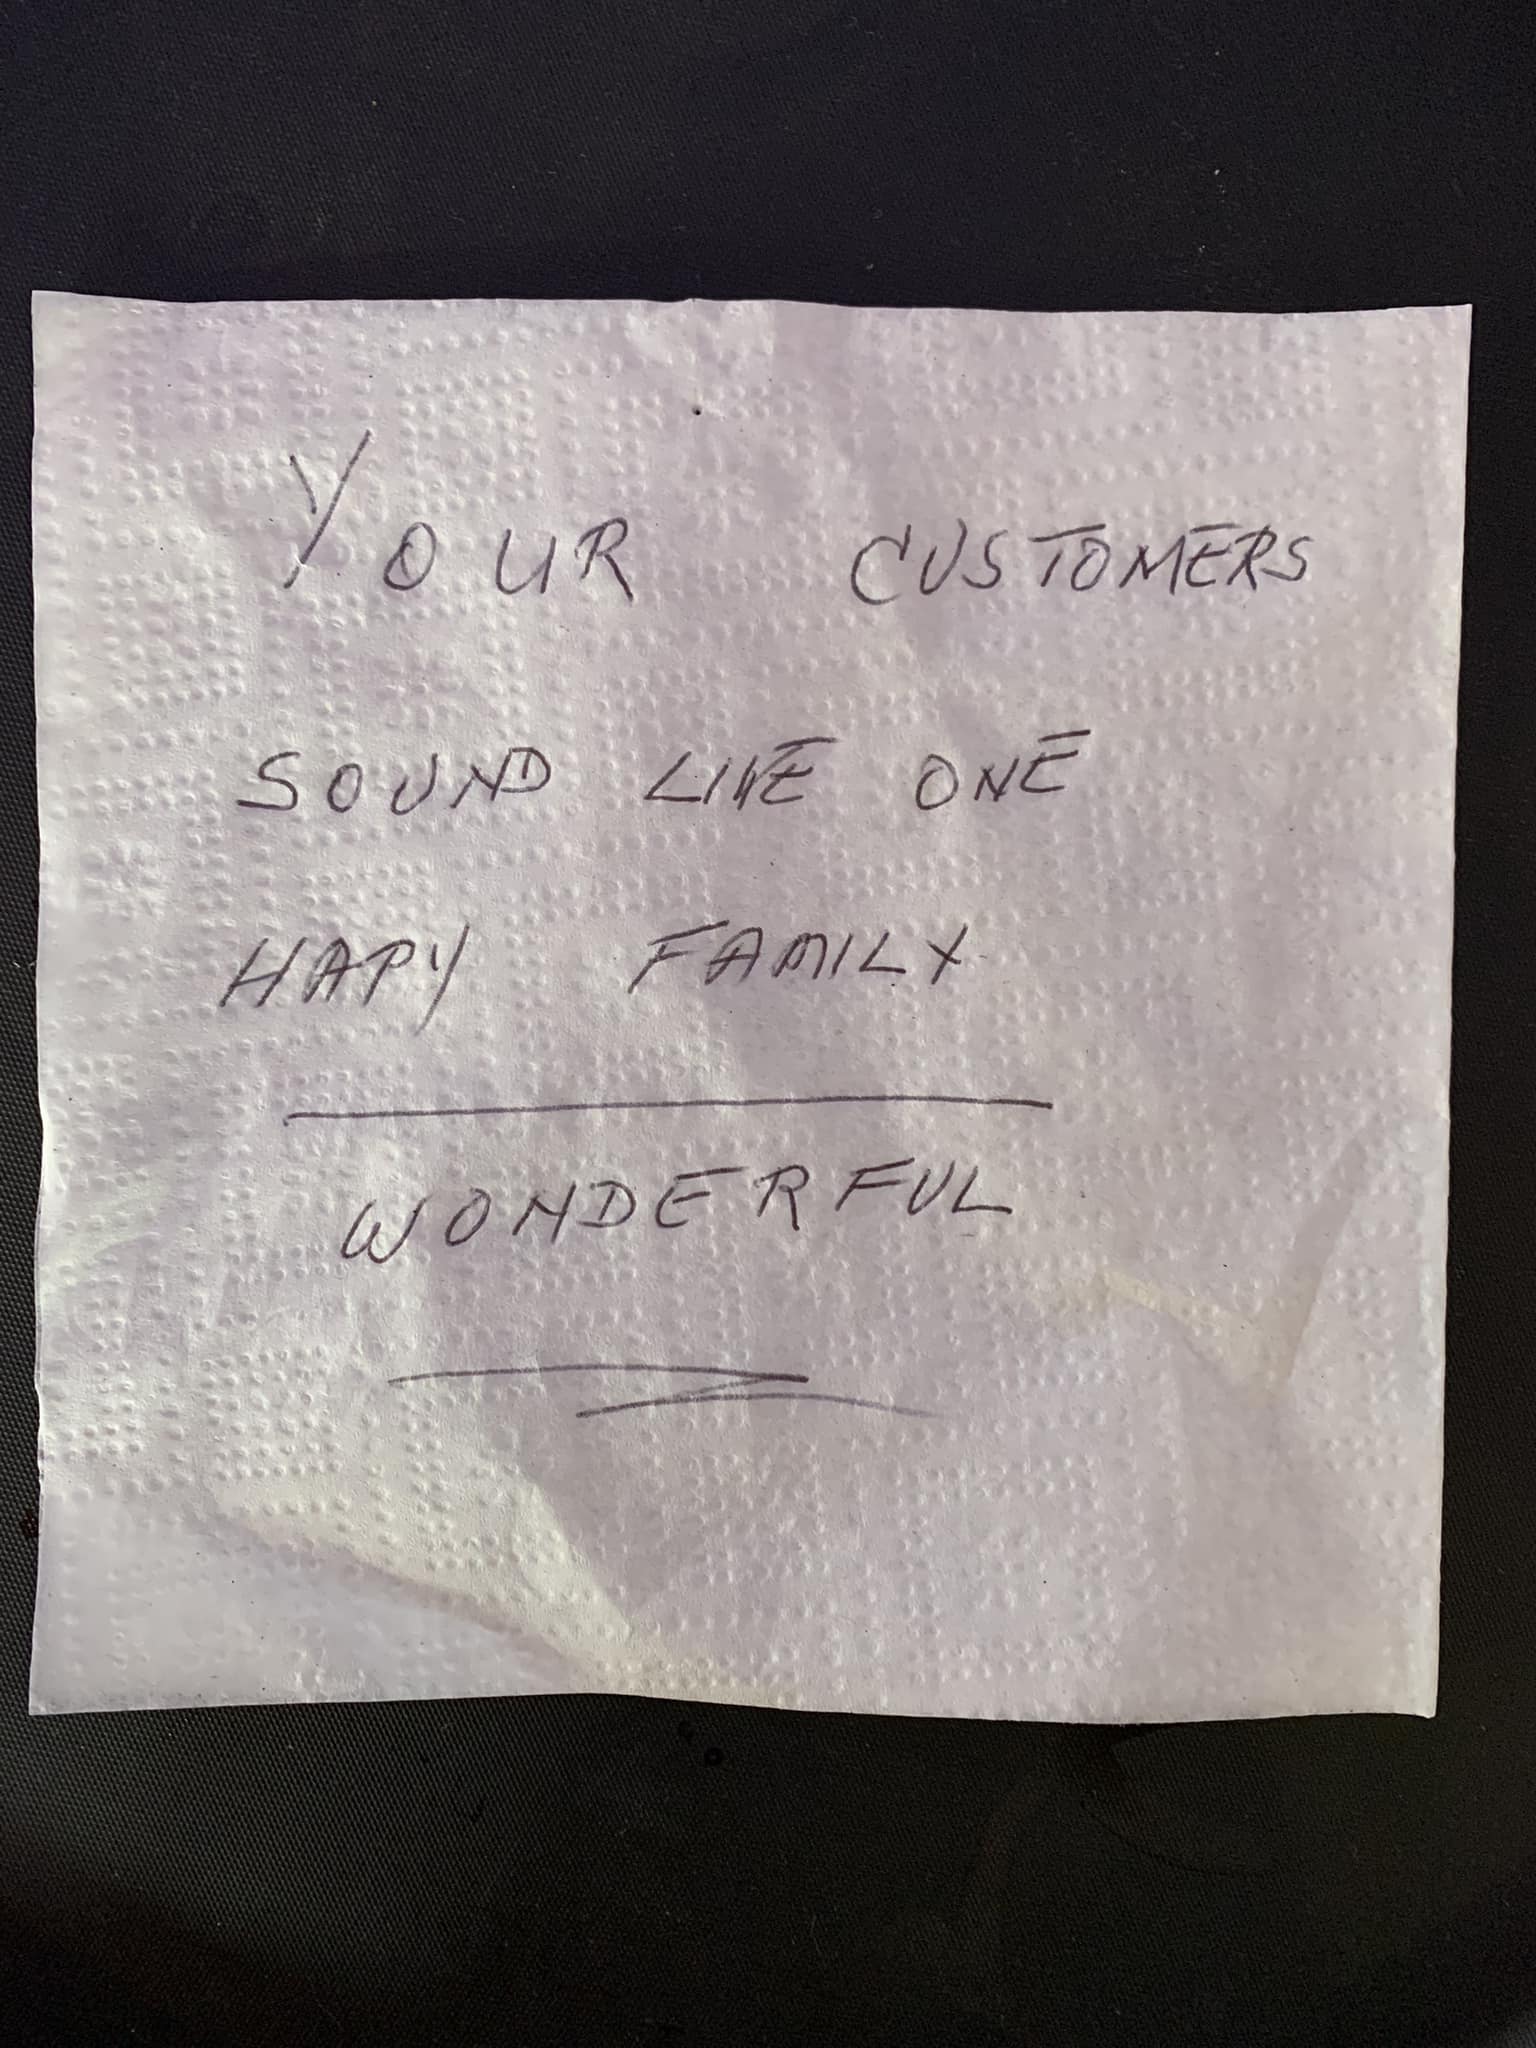 YOUR CUSTOMERS
SOUND LIKE ONE
HAPY FAMILY
WONDERFUL